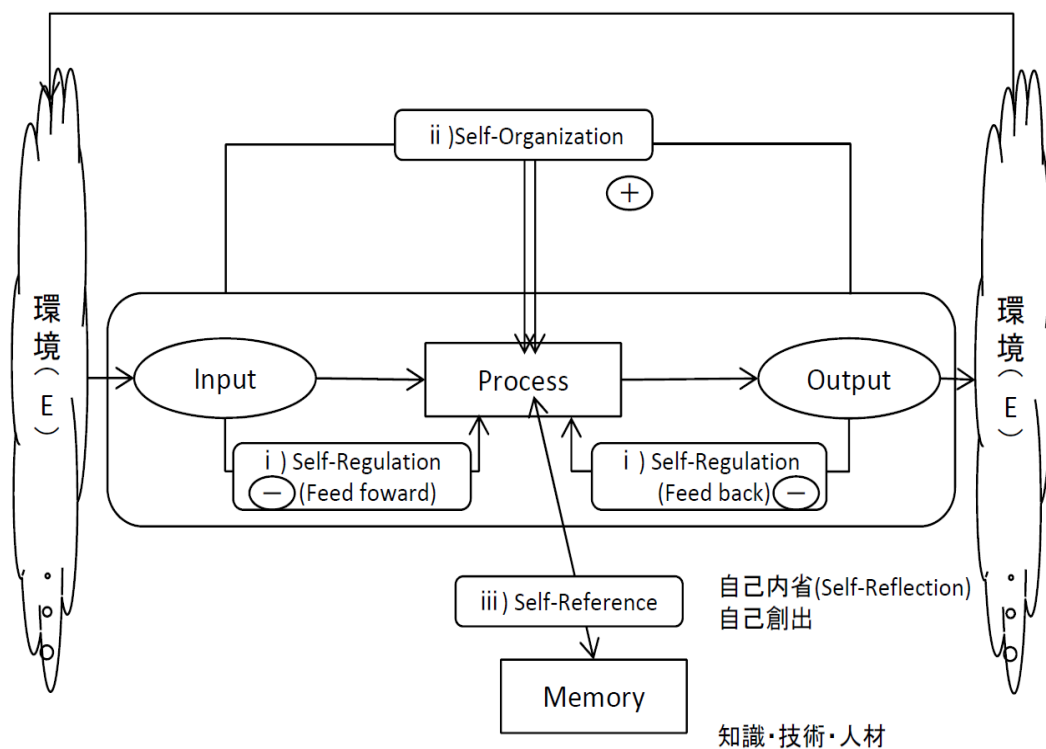 ⅱ)Self-Organization
+
環境(E)
環境(E)
Input
Process
Output
ⅰ) Self-Regulation
− (Feed foward)
ⅰ) Self-Regulation
(Feed back) −
ⅲ) Self-Reference
自己内省(Self-Reflection)
自己創出
Memory
知識・技術・人材